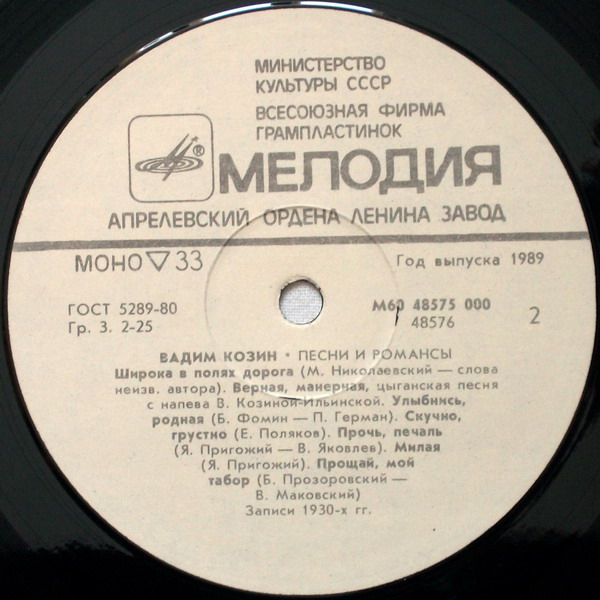 МИНИСТЕРСТВО
КУЛЬТУРЫ СССР
ВСЕСОЮЗНАЯ ФИРМА
ГРАМПЛАСТИНОК
®
МЕЛОДИЯ
АПРЕЛЕВСКИЙ ОРДЕНА ЛЕНИНА ЗАВОД
МОНО ▽ 33
Год выпуска 1989
ГОСТ 5289-80
Гр. 3. 2-25
М60 48575 000
48576
2
ВАДИМ КОЗИН • ПЕСНИ И РОМАНСЫ
Широка в полях дорога (М. Николаевский — слова
неизв. автора). Верная, манерная, цыганская песня
с напева В. Козиной-Ильинской. Улыбнись,
родная (Б. Фомин — П. Герман). Скучно,
грустно (Е. Поляков). Прочь, печаль
(Я. Пригожий — В. Яковлев). Милая
(Я. Пригожий). Прощай, мой
табор (Б. Прозоровский —
В. Маковский)
Записи 1930-х гг.